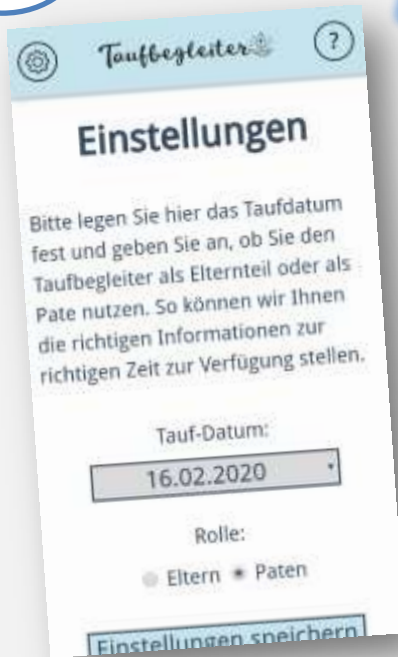 Taufbegleiter
?
Einstellungen
Bitte legen Sie hier das Taufdatum
fest und geben Sie an, ob Sie den
Taufbegleiter als Elternteil oder als
Pate nutzen. So können wir Ihnen
die richtigen Informationen zur
richtigen Zeit zur Verfügung stellen.
Tauf-Datum:
16.02.2020
Rolle:
Eltern Paten
Einstellungen speichern